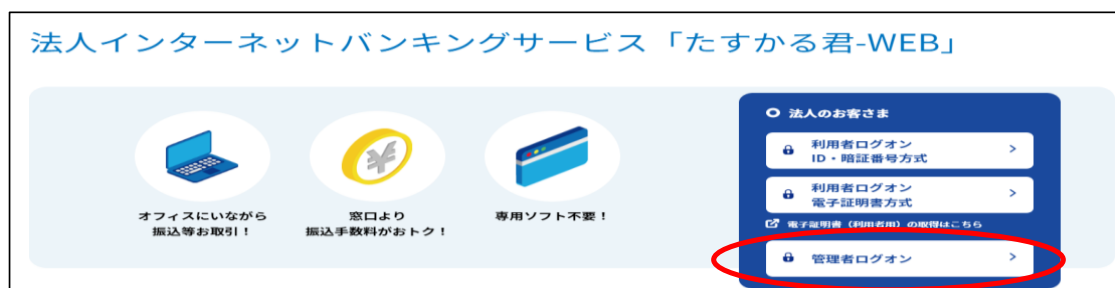 法人インターネットバンキングサービス「たすかる君-WEB」
オフィスにいながら
振込等お取引！
窓口より
振込手数料がおトク！
専用ソフト不要！
法人のお客さま
利用者ログオン
ID・暗証番号方式
利用者ログオン
電子証明書方式
電子証明書（利用者用）の取得はこちら
管理者ログオン